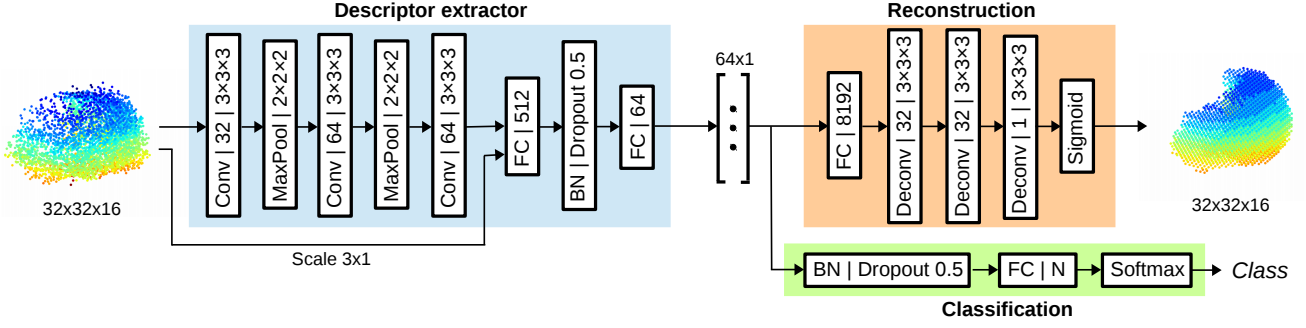 Descriptor extractor
Reconstruction
32x32x16
Conv | 32 | 3×3×3
MaxPool | 2×2×2
Conv | 64 | 3×3×3
MaxPool | 2×2×2
Conv | 64 | 3×3×3
FC | 512
BN | Dropout 0.5
FC | 64
Scale 3x1
64x1
FC | 8192
Deconv | 32 | 3×3×3
Deconv | 32 | 3×3×3
Deconv | 1 | 3×3×3
Sigmoid
32x32x16
BN | Dropout 0.5
FC | N
Softmax
Class
Classification